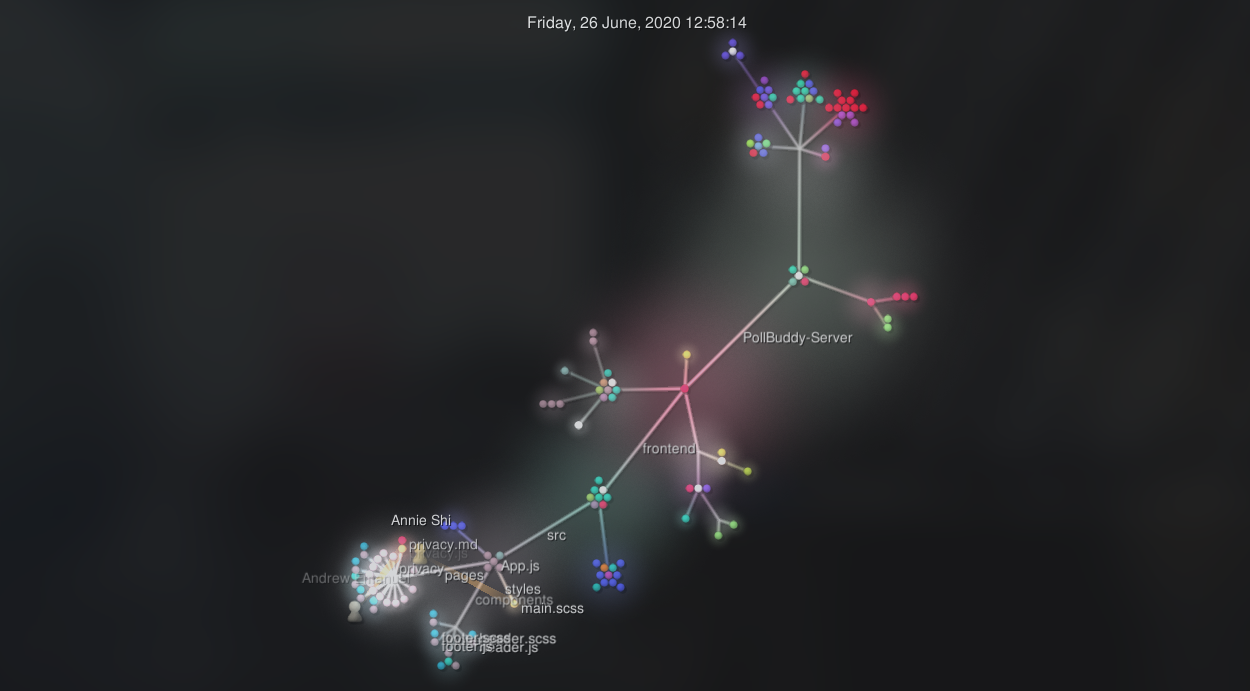 Friday, 26 June, 2020 12:58:14
PollBuddy-Server
frontend
Annie Shi
src
privacy.md
privacy.js
privacy
pages
App.js
Andrew
styles
components
main.scss
footer.scss
header.scss
footer.js
header.js